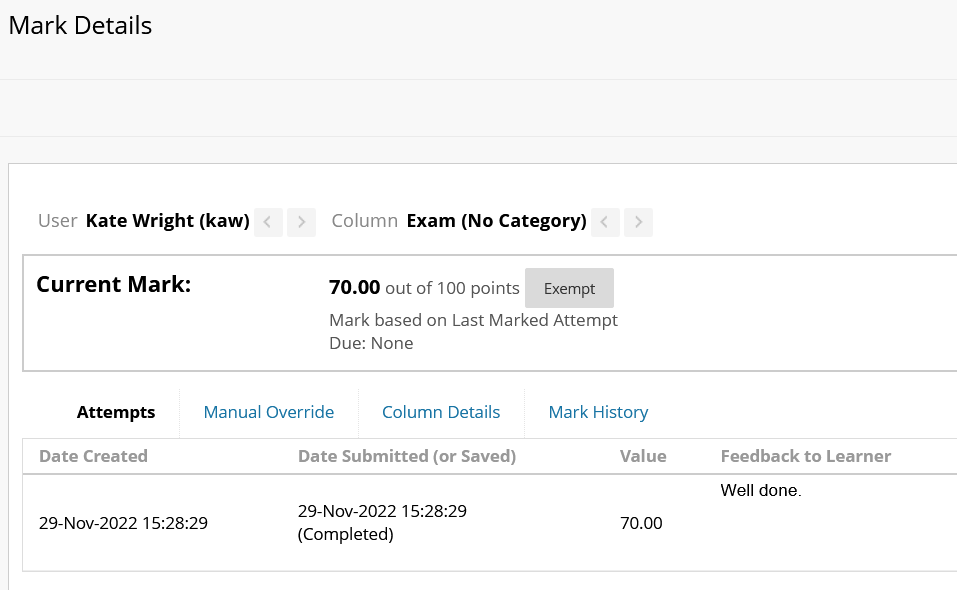 Mark Details
User Kate Wright (kaw) < > Column Exam (No Category) < >
Current Mark: 70.00 out of 100 points Exempt
Mark based on Last Marked Attempt
Due: None
Attempts Manual Override Column Details Mark History
Date Created Date Submitted (or Saved) Value Feedback to Learner
Well done.
29-Nov-2022 15:28:29 29-Nov-2022 15:28:29 70.00
(Completed)